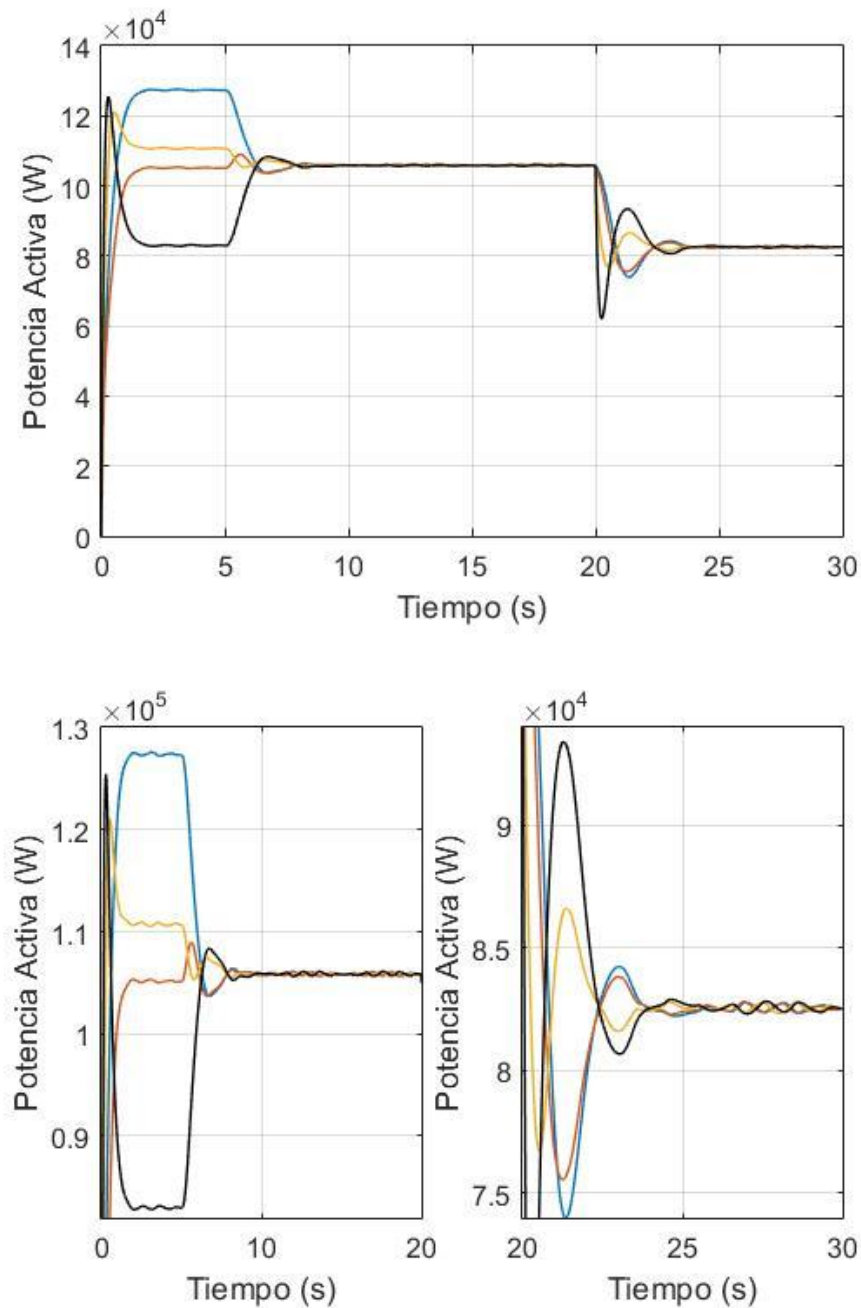 ×10⁴
14
12
10
8
6
4
2
0
Potencia Activa (W)
0 5 10 15 20 25 30
Tiempo (s)
×10⁵
1.3
1.2
1.1
1
0.9
Potencia Activa (W)
0 10 20
Tiempo (s)
×10⁴
9
8.5
8
7.5
Potencia Activa (W)
20 25 30
Tiempo (s)